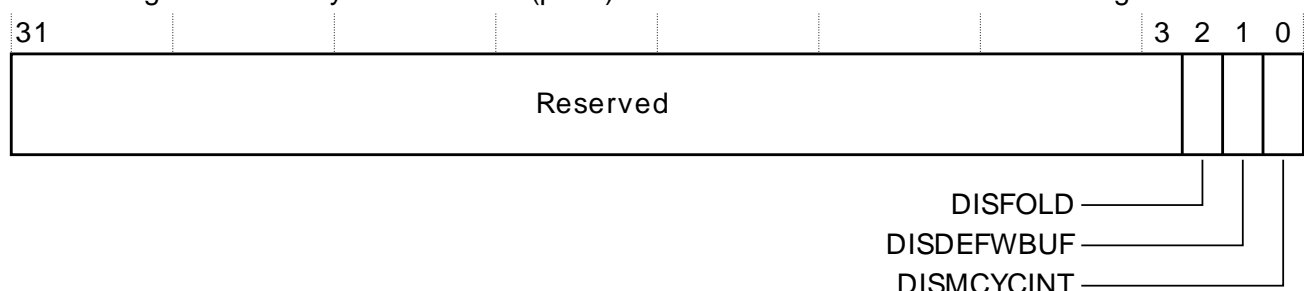 31 3 2 1 0
Reserved
DISFOLD
DISDEFWBUF
DISMCYCINT